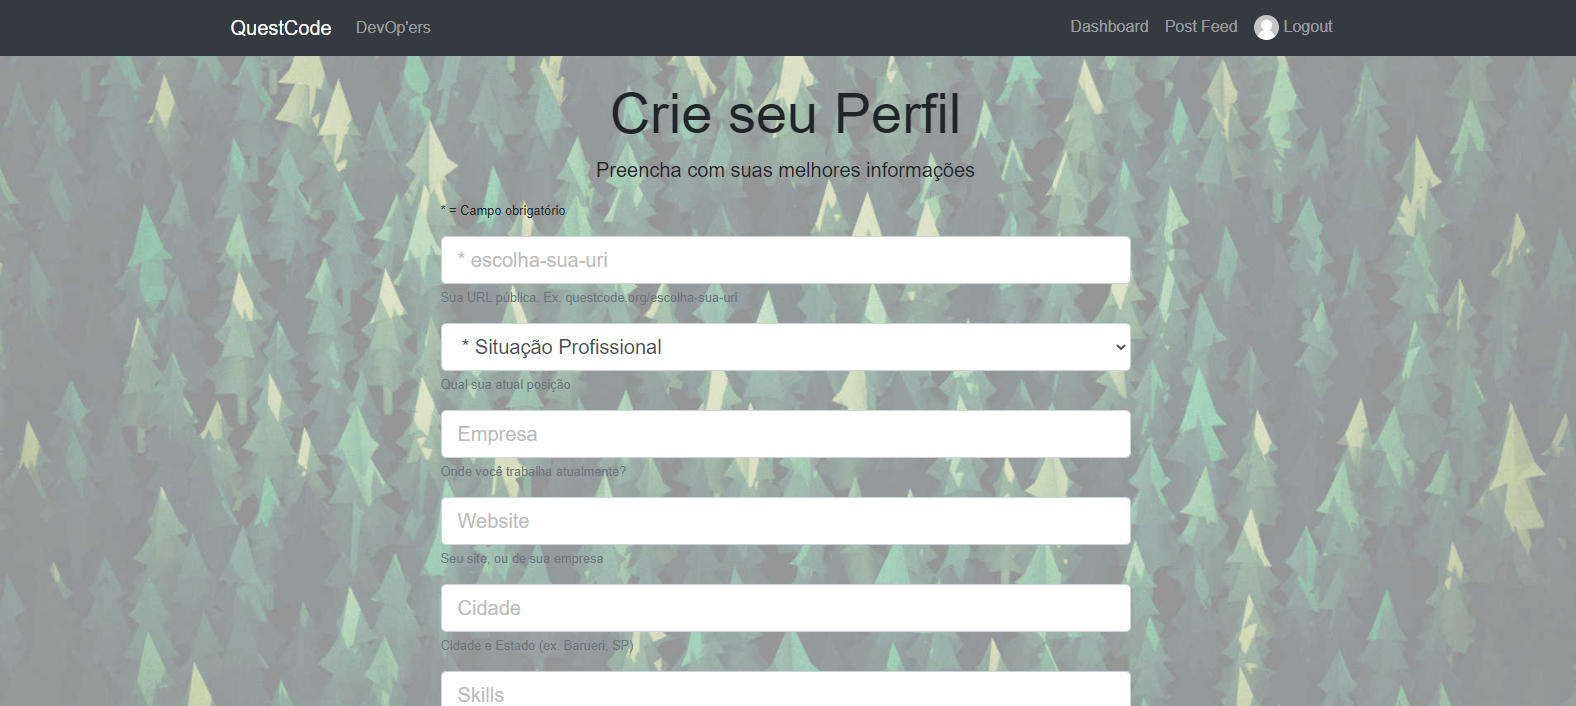 QuestCode DevOp'ers Dashboard Post Feed Logout
Crie seu Perfil
Preencha com suas melhores informações
* = Campo obrigatório
* escolha-sua-uri
Sua URL pública. Ex. questcode.org/escolha-sua-uri
* Situação Profissional
Qual sua atual posição
Empresa
Onde você trabalha atualmente?
Website
Seu site, ou de sua empresa
Cidade
Cidade e Estado (ex. Barueri, SP)
Skills